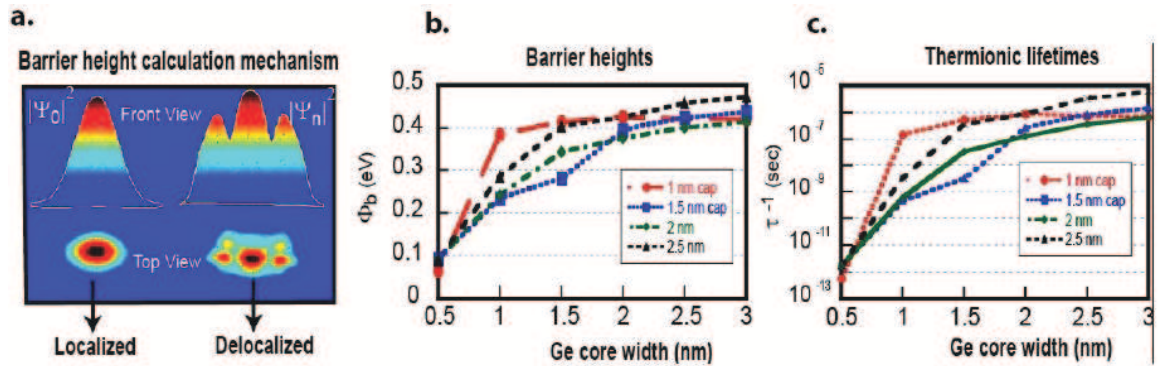 a.
Barrier height calculation mechanism
|Ψ0|²
Front View
|Ψn|²
Top View
Localized
Delocalized
b.
Barrier heights
Φb (eV)
0.5
0.4
0.3
0.2
0.1
0
1 nm cap
1.5 nm cap
2 nm
2.5 nm
0.5
1
1.5
2
2.5
3
Ge core width (nm)
c.
Thermionic lifetimes
τ⁻¹ (sec)
10⁻⁵
10⁻⁷
10⁻⁹
10⁻¹¹
10⁻¹³
1 nm cap
1.5 nm cap
2 nm
2.5 nm
0.5
1
1.5
2
2.5
3
Ge core width (nm)